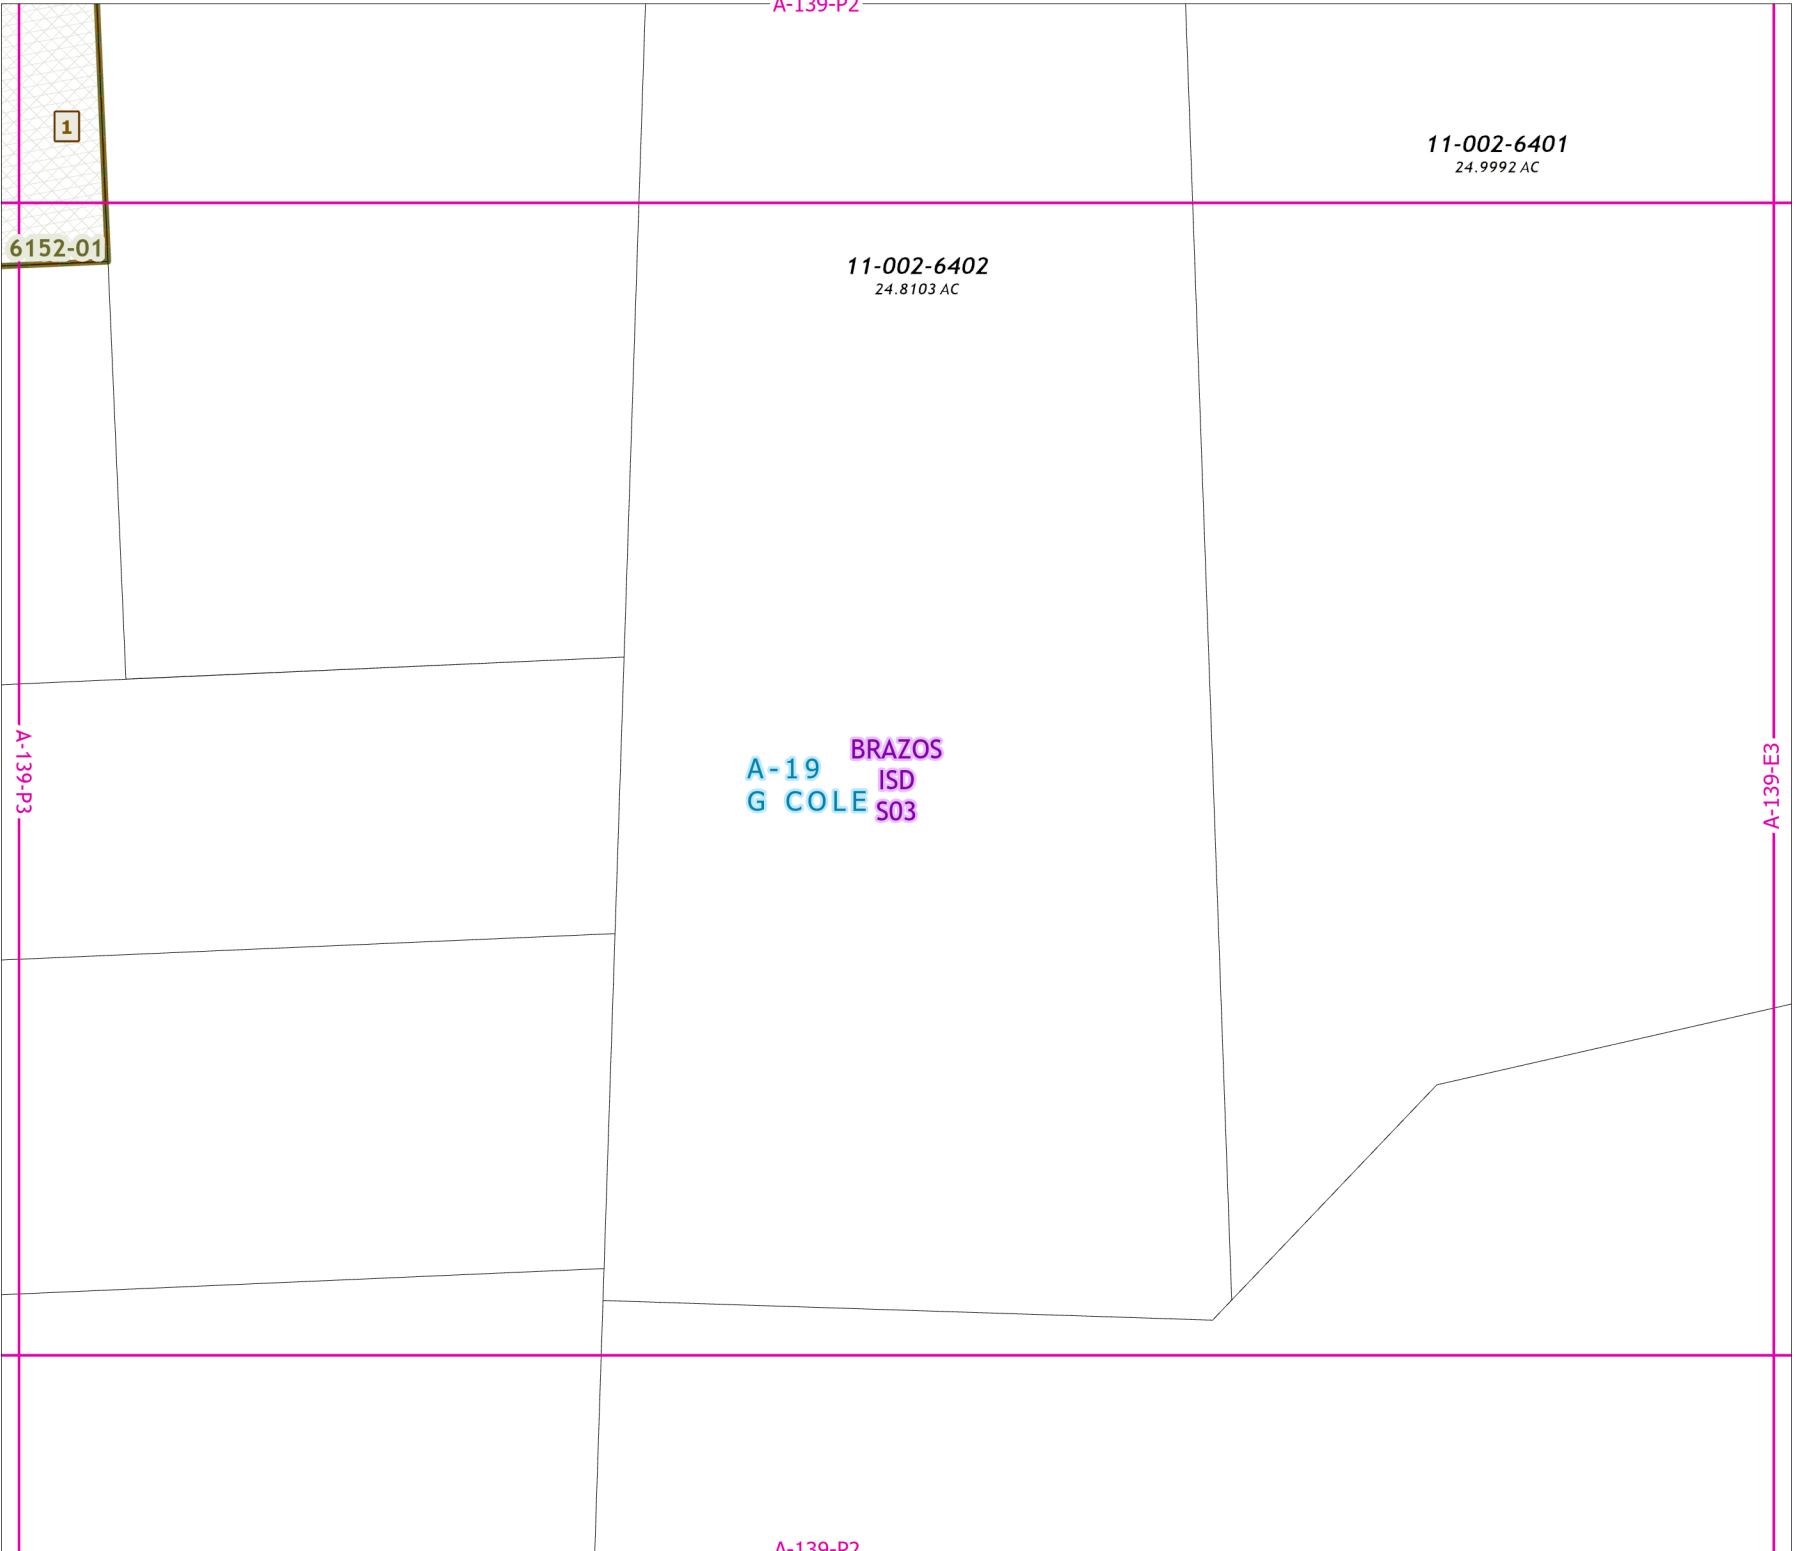 A-139-P2
1
11-002-6401
24.9992 AC
6152-01
11-002-6402
24.8103 AC
A-139-P3
A-19
G COLE
BRAZOS
ISD
S03
A-139-E3
A-139-P2